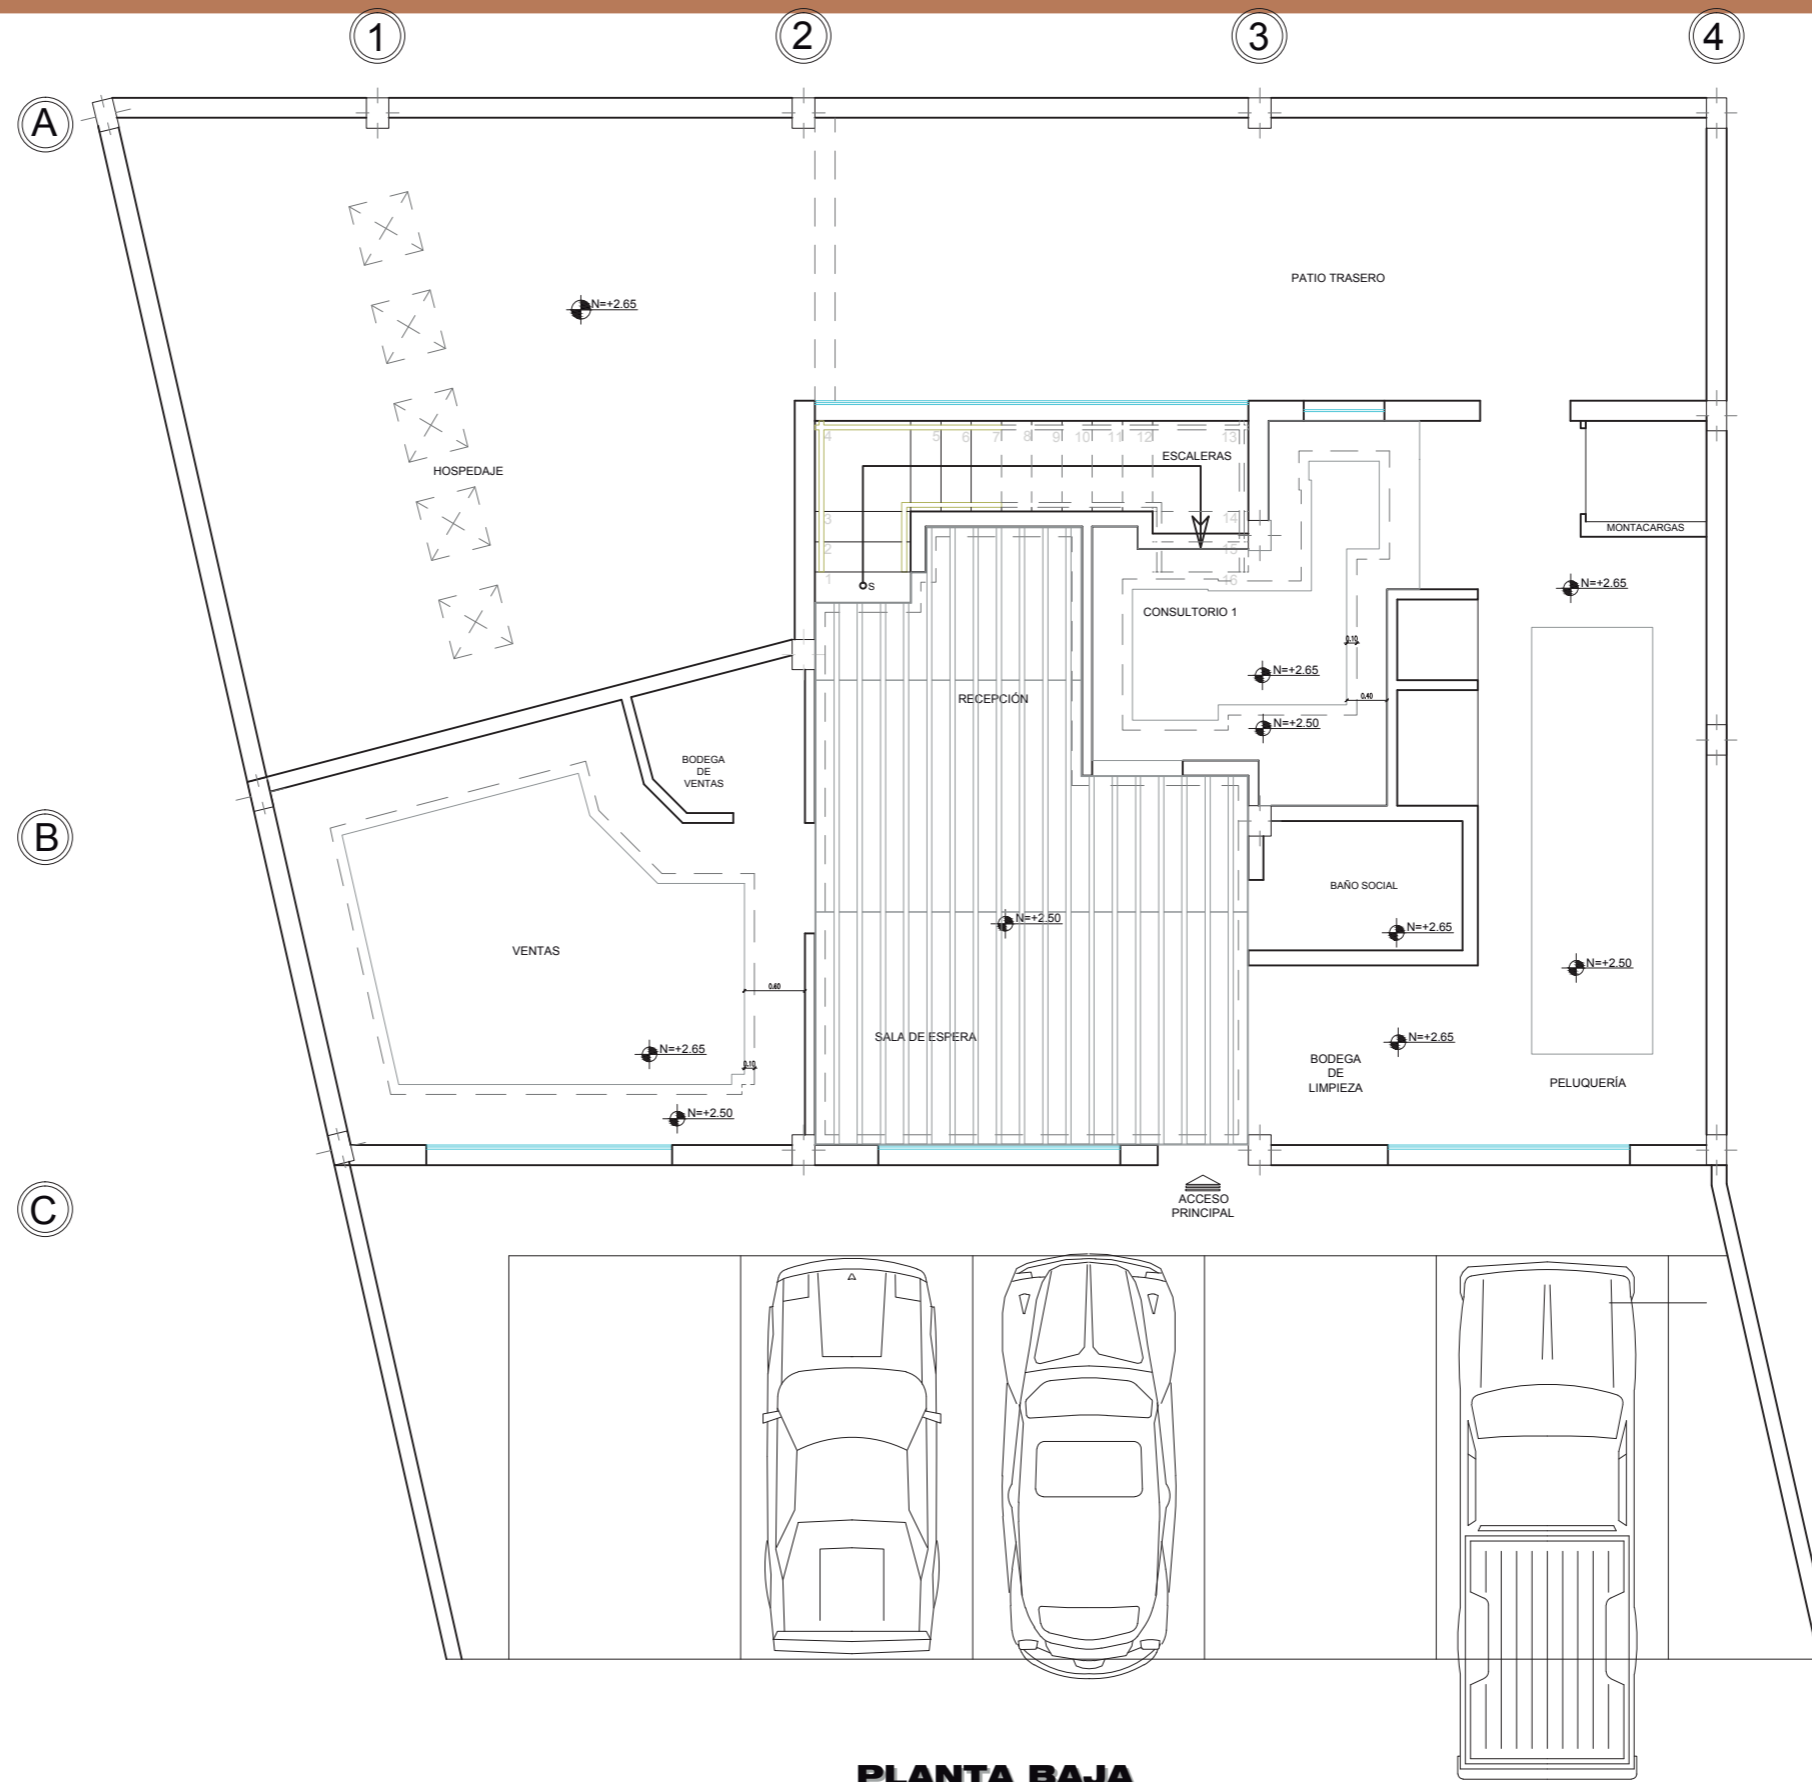 1
2
3
4
A
PATIO TRASERO
N=+2.65
4
5
6
7
8
9
10
11
12
13
ESCALERAS
HOSPEDAJE
3
14
MONTACARGAS
2
15
1
S
16
N=+2.65
CONSULTORIO 1
0.10
N=+2.65
RECEPCIÓN
0.40
N=+2.50
BODEGA
DE
VENTAS
B
BAÑO SOCIAL
N=+2.50
N=+2.65
VENTAS
N=+2.50
0.60
SALA DE ESPERA
N=+2.65
N=+2.65
0.10
BODEGA
DE
LIMPIEZA
PELUQUERÍA
N=+2.50
C
ACCESO
PRINCIPAL
PLANTA BAJA